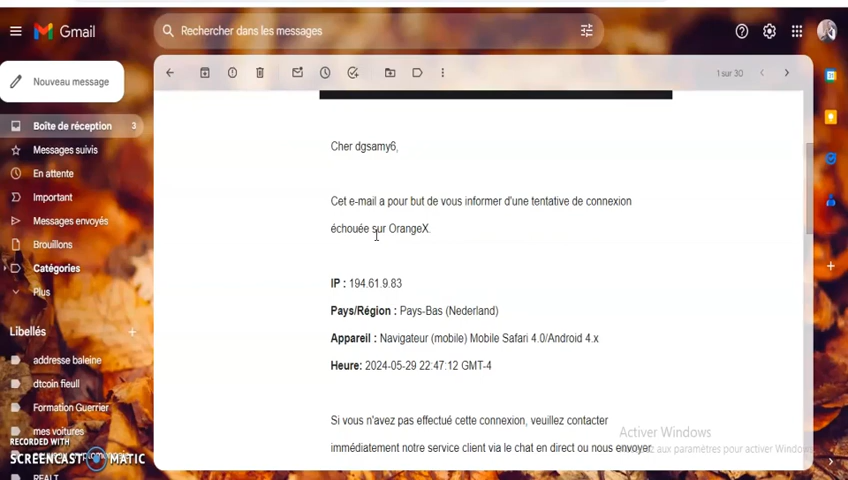 Gmail
Rechercher dans les messages
Nouveau message
1 sur 30
Boîte de réception 3
Messages suivis
En attente
Important
Messages envoyés
Brouillons
Catégories
Plus
Libellés
addresse baleine
dtcoin fieull
Formation Guerrier
mes voitures
REALT
Cher dgsamy6,
Cet e-mail a pour but de vous informer d'une tentative de connexion
échouée sur OrangeX.
IP : 194.61.9.83
Pays/Région : Pays-Bas (Nederland)
Appareil : Navigateur (mobile) Mobile Safari 4.0/Android 4.x
Heure: 2024-05-29 22:47:12 GMT-4
Si vous n'avez pas effectué cette connexion, veuillez contacter
immédiatement notre service client via le chat en direct ou nous envoyer
Activer Windows
aux paramètres pour activer Windows
RECORDED WITH
SCREENCAST MATIC